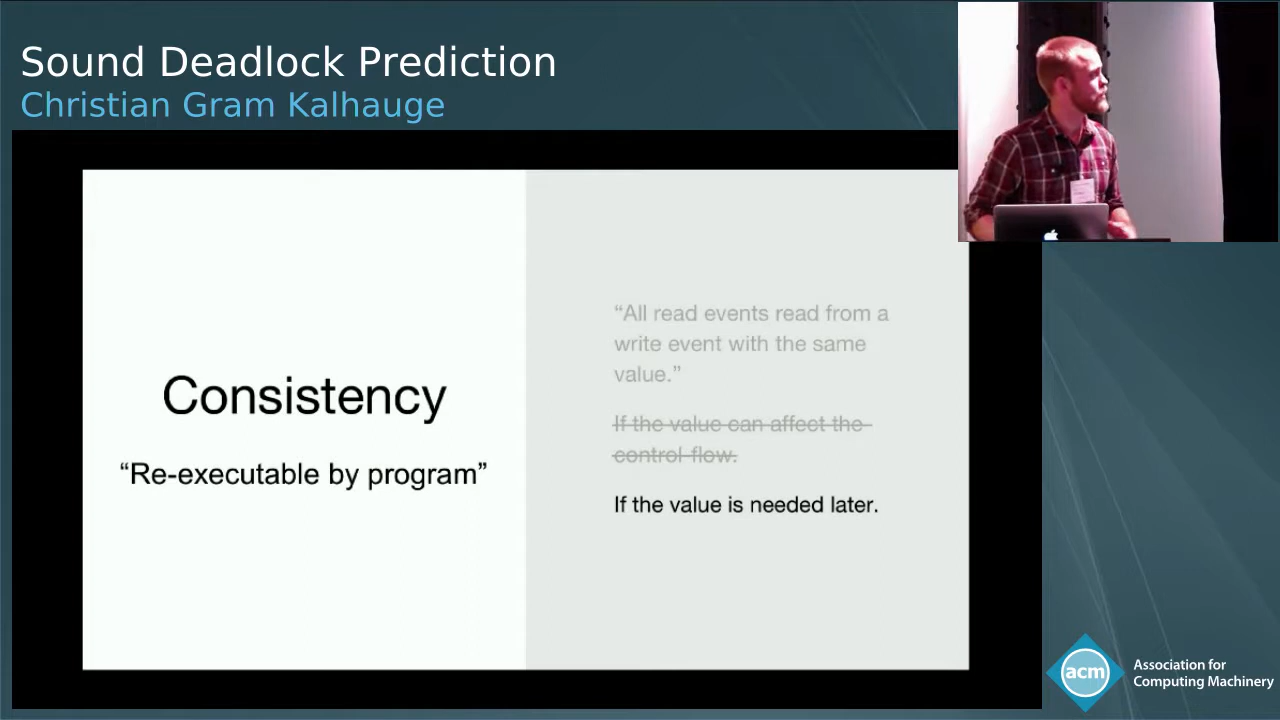 Sound Deadlock Prediction
Christian Gram Kalhauge
Consistency
“Re-executable by program”
“All read events read from a
write event with the same
value.”
If the value can affect the
control-flow.
If the value is needed later.
acm
Association for
Computing Machinery